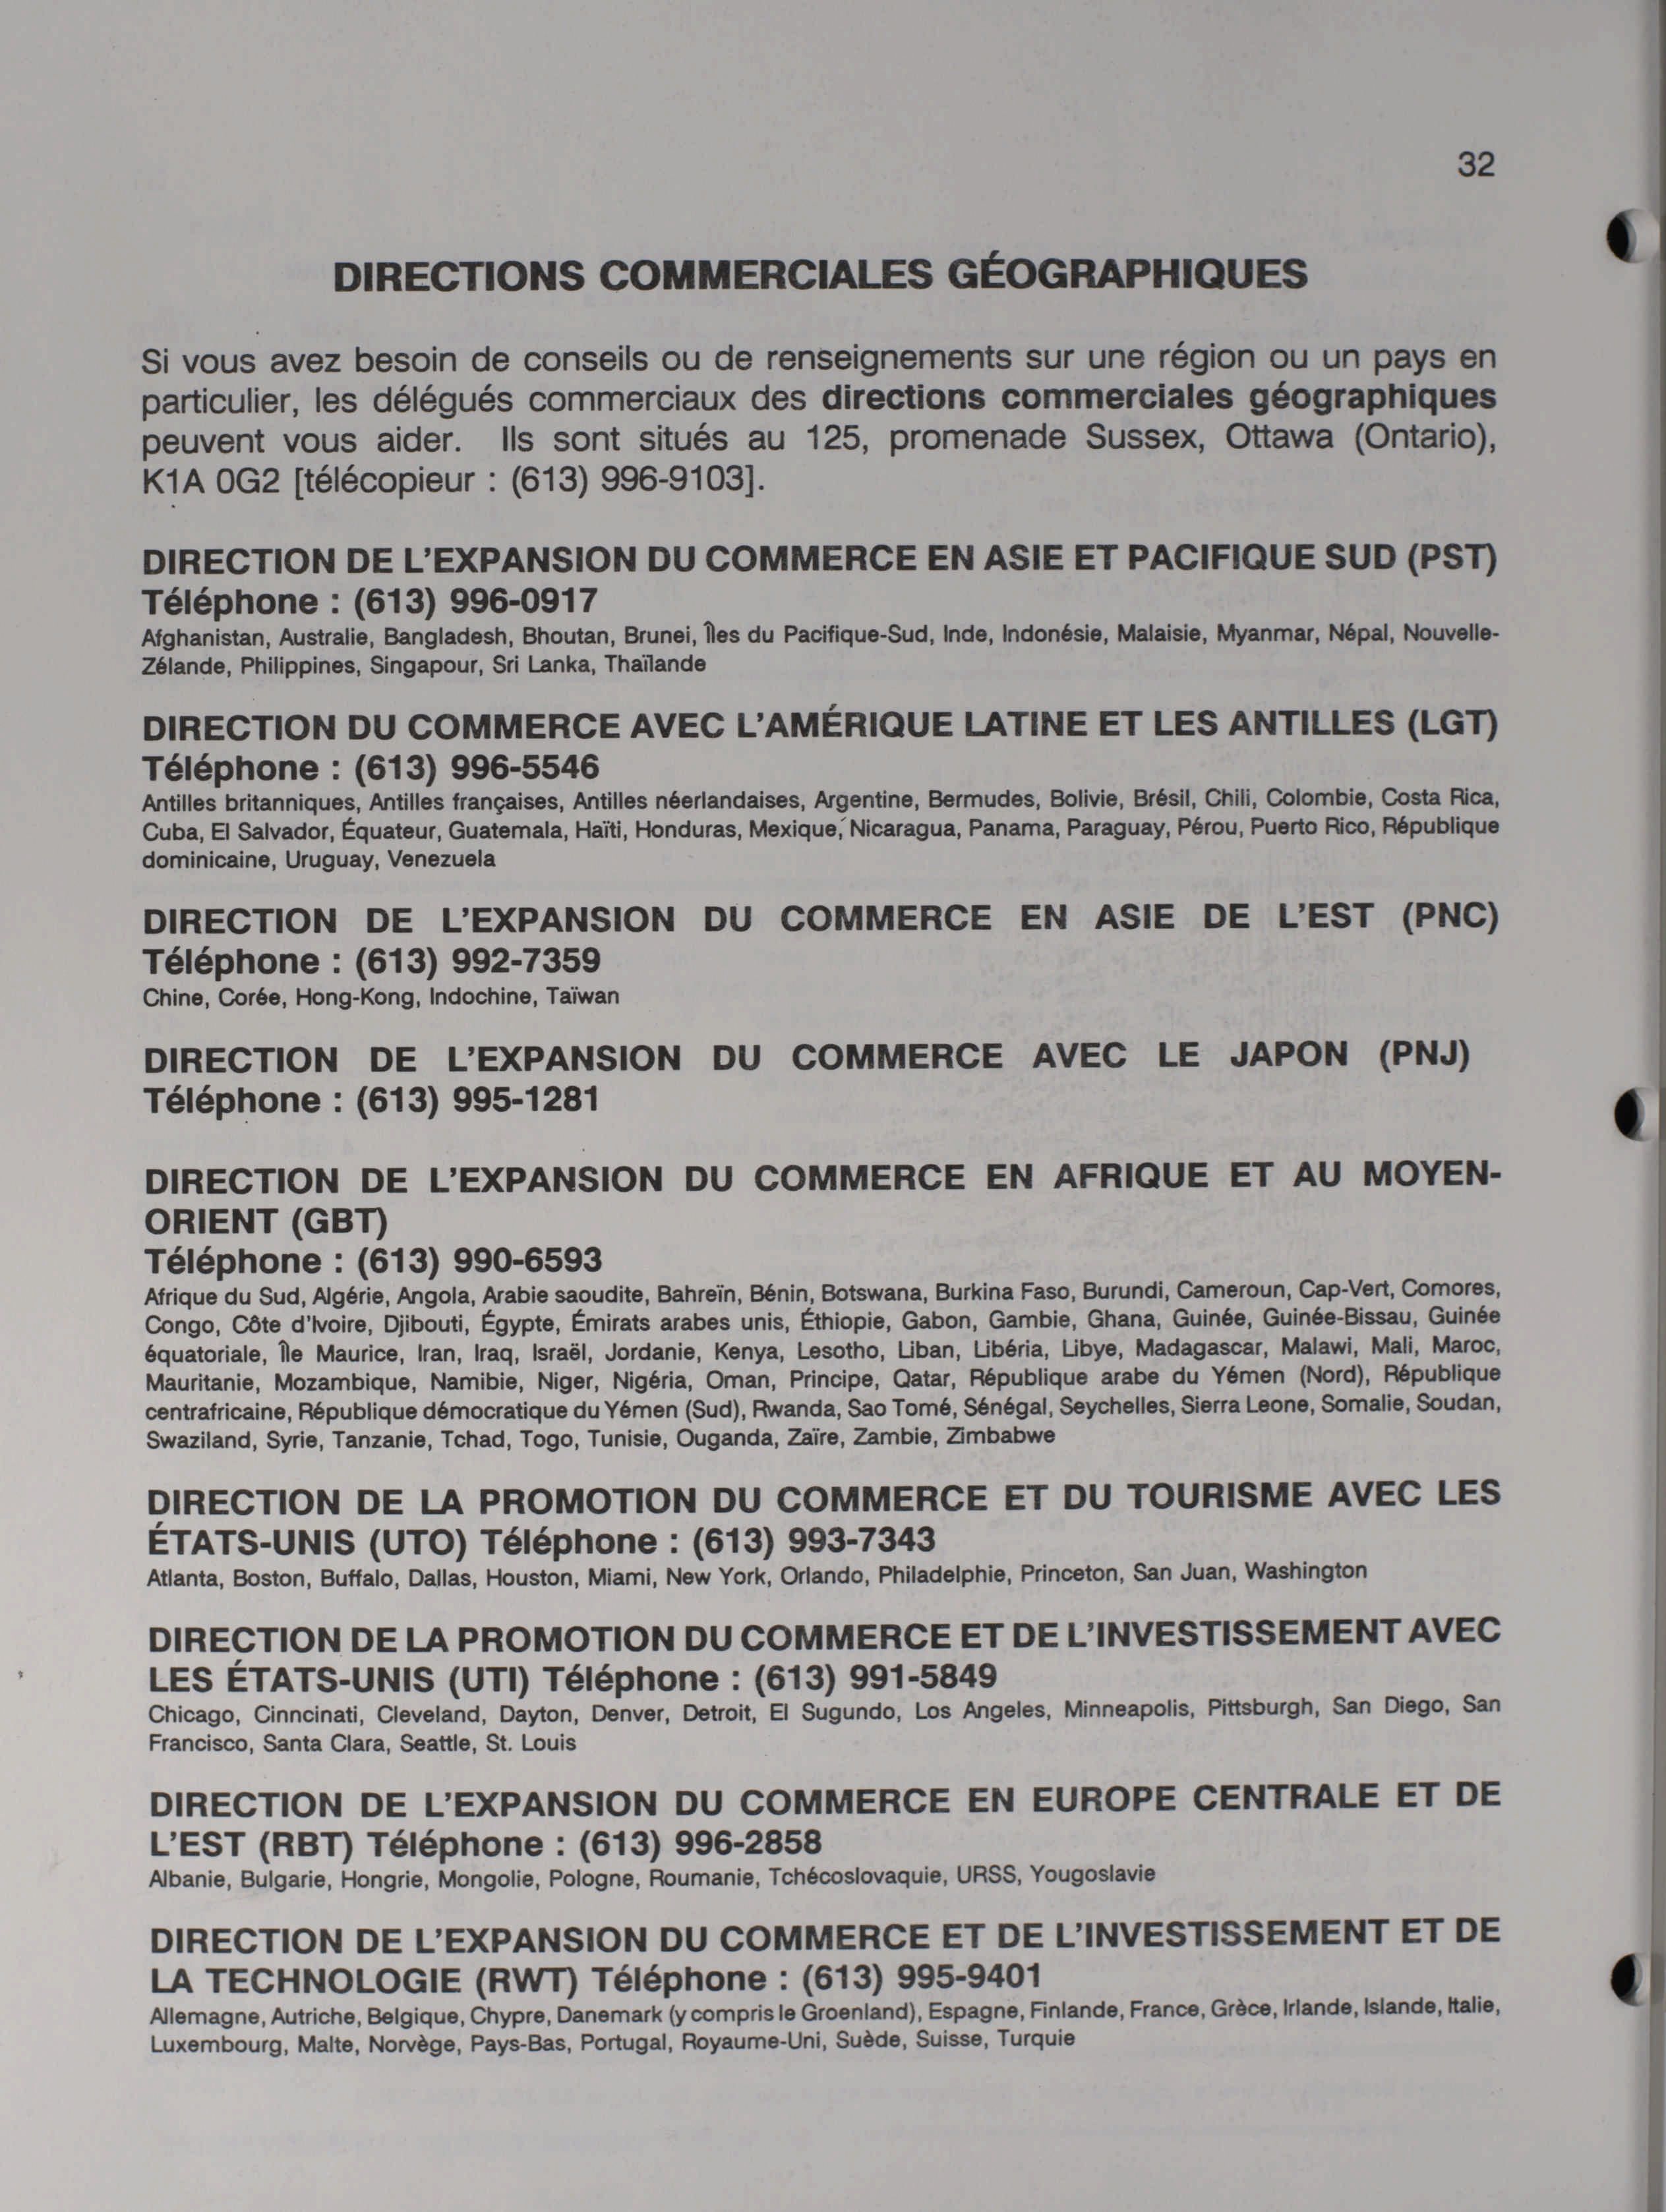 32
DIRECTIONS COMMERCIALES GÉOGRAPHIQUES
Si vous avez besoin de conseils ou de renseignements sur une région ou un pays en
particulier, les délégués commerciaux des directions commerciales géographiques
peuvent vous aider. Ils sont situés au 125, promenade Sussex, Ottawa (Ontario),
K1A 0G2 [télécopieur : (613) 996-9103].
DIRECTION DE L'EXPANSION DU COMMERCE EN ASIE ET PACIFIQUE SUD (PST)
Téléphone : (613) 996-0917
Afghanistan, Australie, Bangladesh, Bhoutan, Brunei, Îles du Pacifique-Sud, Inde, Indonésie, Malaisie, Myanmar, Népal, Nouvelle-
Zélande, Philippines, Singapour, Sri Lanka, Thaïlande
DIRECTION DU COMMERCE AVEC L'AMÉRIQUE LATINE ET LES ANTILLES (LGT)
Téléphone : (613) 996-5546
Antilles britanniques, Antilles françaises, Antilles néerlandaises, Argentine, Bermudes, Bolivie, Brésil, Chili, Colombie, Costa Rica,
Cuba, El Salvador, Équateur, Guatemala, Haïti, Honduras, Mexique, Nicaragua, Panama, Paraguay, Pérou, Puerto Rico, République
dominicaine, Uruguay, Venezuela
DIRECTION DE L'EXPANSION DU COMMERCE EN ASIE DE L'EST (PNC)
Téléphone : (613) 992-7359
Chine, Corée, Hong-Kong, Indochine, Taïwan
DIRECTION DE L'EXPANSION DU COMMERCE AVEC LE JAPON (PNJ)
Téléphone : (613) 995-1281
DIRECTION DE L'EXPANSION DU COMMERCE EN AFRIQUE ET AU MOYEN-
ORIENT (GBT)
Téléphone : (613) 990-6593
Afrique du Sud, Algérie, Angola, Arabie saoudite, Bahreïn, Bénin, Botswana, Burkina Faso, Burundi, Cameroun, Cap-Vert, Comores,
Congo, Côte d'Ivoire, Djibouti, Égypte, Émirats arabes unis, Éthiopie, Gabon, Gambie, Ghana, Guinée, Guinée-Bissau, Guinée
équatoriale, Île Maurice, Iran, Iraq, Israël, Jordanie, Kenya, Lesotho, Liban, Libéria, Libye, Madagascar, Malawi, Mali, Maroc,
Mauritanie, Mozambique, Namibie, Niger, Nigéria, Oman, Principe, Qatar, République arabe du Yémen (Nord), République
centrafricaine, République démocratique du Yémen (Sud), Rwanda, Sao Tomé, Sénégal, Seychelles, Sierra Leone, Somalie, Soudan,
Swaziland, Syrie, Tanzanie, Tchad, Togo, Tunisie, Ouganda, Zaïre, Zambie, Zimbabwe
DIRECTION DE LA PROMOTION DU COMMERCE ET DU TOURISME AVEC LES
ÉTATS-UNIS (UTO) Téléphone : (613) 993-7343
Atlanta, Boston, Buffalo, Dallas, Houston, Miami, New York, Orlando, Philadelphie, Princeton, San Juan, Washington
DIRECTION DE LA PROMOTION DU COMMERCE ET DE L'INVESTISSEMENT AVEC
LES ÉTATS-UNIS (UTI) Téléphone : (613) 991-5849
Chicago, Cinncinati, Cleveland, Dayton, Denver, Detroit, El Sugundo, Los Angeles, Minneapolis, Pittsburgh, San Diego, San
Francisco, Santa Clara, Seattle, St. Louis
DIRECTION DE L'EXPANSION DU COMMERCE EN EUROPE CENTRALE ET DE
L'EST (RBT) Téléphone : (613) 996-2858
Albanie, Bulgarie, Hongrie, Mongolie, Pologne, Roumanie, Tchécoslovaquie, URSS, Yougoslavie
DIRECTION DE L'EXPANSION DU COMMERCE ET DE L'INVESTISSEMENT ET DE
LA TECHNOLOGIE (RWT) Téléphone : (613) 995-9401
Allemagne, Autriche, Belgique, Chypre, Danemark (y compris le Groenland), Espagne, Finlande, France, Grèce, Irlande, Islande, Italie,
Luxembourg, Malte, Norvège, Pays-Bas, Portugal, Royaume-Uni, Suède, Suisse, Turquie